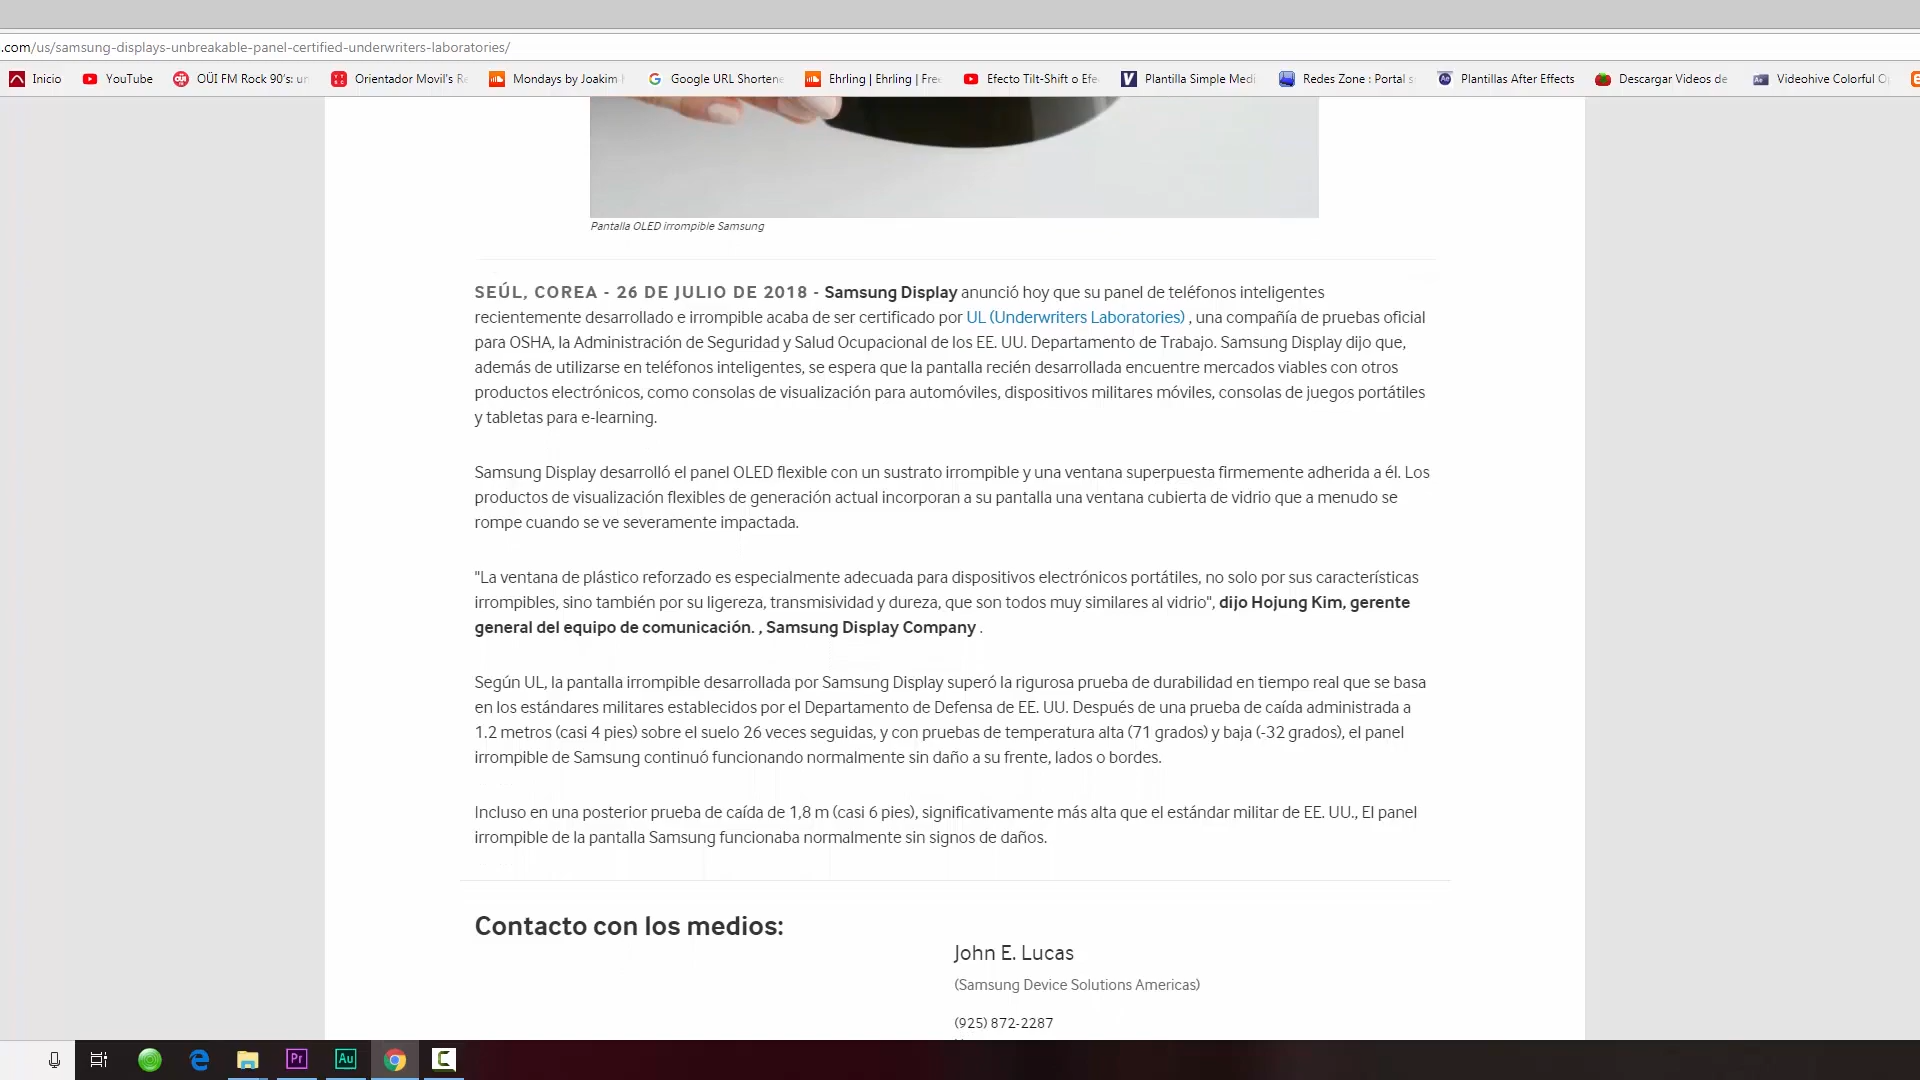 .com/us/samsung-displays-unbreakable-panel-certified-underwriters-laboratories/
Inicio YouTube OÜI FM Rock 90's: un Orientador Movil's Re Mondays by Joakim Google URL Shortene Ehrling | Ehrling | Free Efecto Tilt-Shift o Efe Plantilla Simple Medi Redes Zone : Portal s Plantillas After Effects Descargar Videos de Videohive Colorful O
Pantalla OLED irrompible Samsung
SEÚL, COREA - 26 DE JULIO DE 2018 - Samsung Display anunció hoy que su panel de teléfonos inteligentes
recientemente desarrollado e irrompible acaba de ser certificado por UL (Underwriters Laboratories) , una compañía de pruebas oficial
para OSHA, la Administración de Seguridad y Salud Ocupacional de los EE. UU. Departamento de Trabajo. Samsung Display dijo que,
además de utilizarse en teléfonos inteligentes, se espera que la pantalla recién desarrollada encuentre mercados viables con otros
productos electrónicos, como consolas de visualización para automóviles, dispositivos militares móviles, consolas de juegos portátiles
y tabletas para e-learning.
Samsung Display desarrolló el panel OLED flexible con un sustrato irrompible y una ventana superpuesta firmemente adherida a él. Los
productos de visualización flexibles de generación actual incorporan a su pantalla una ventana cubierta de vidrio que a menudo se
rompe cuando se ve severamente impactada.
"La ventana de plástico reforzado es especialmente adecuada para dispositivos electrónicos portátiles, no solo por sus características
irrompibles, sino también por su ligereza, transmisividad y dureza, que son todos muy similares al vidrio", dijo Hojung Kim, gerente
general del equipo de comunicación. , Samsung Display Company .
Según UL, la pantalla irrompible desarrollada por Samsung Display superó la rigurosa prueba de durabilidad en tiempo real que se basa
en los estándares militares establecidos por el Departamento de Defensa de EE. UU. Después de una prueba de caída administrada a
1.2 metros (casi 4 pies) sobre el suelo 26 veces seguidas, y con pruebas de temperatura alta (71 grados) y baja (-32 grados), el panel
irrompible de Samsung continuó funcionando normalmente sin daño a su frente, lados o bordes.
Incluso en una posterior prueba de caída de 1,8 m (casi 6 pies), significativamente más alta que el estándar militar de EE. UU., El panel
irrompible de la pantalla Samsung funcionaba normalmente sin signos de daños.
Contacto con los medios:
John E. Lucas
(Samsung Device Solutions Americas)
(925) 872-2287
Pr Au